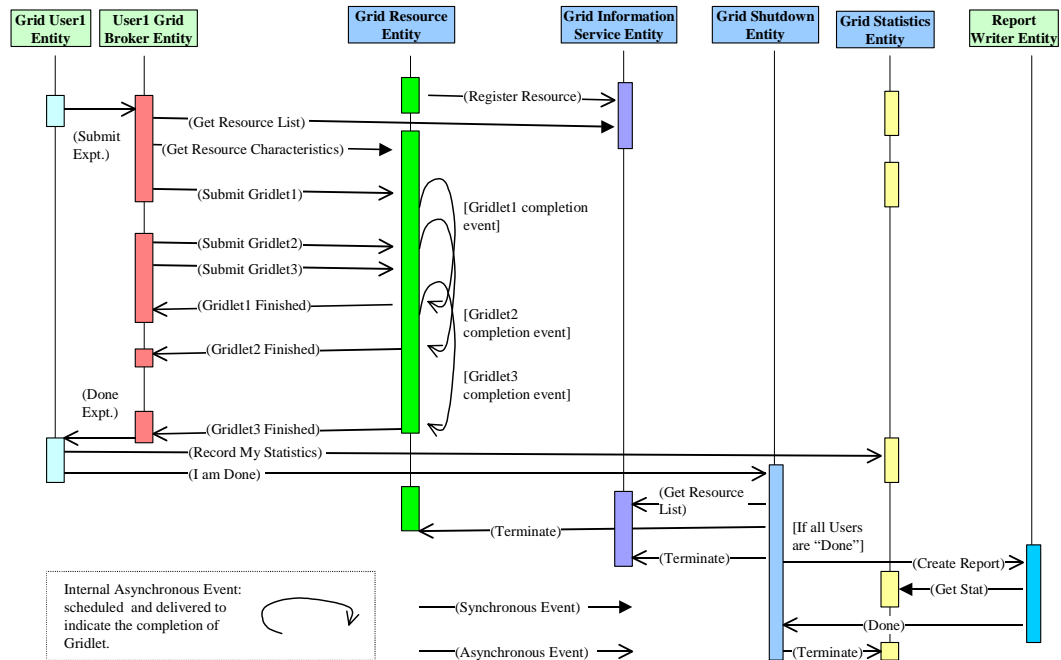 Grid User1
Entity
User1 Grid
Broker Entity
Grid Resource
Entity
Grid Information
Service Entity
Grid Shutdown
Entity
Grid Statistics
Entity
Report
Writer Entity
(Register Resource)
(Get Resource List)
(Submit
Expt.)
(Get Resource Characteristics)
(Submit Gridlet1)
[Gridlet1 completion
event]
(Submit Gridlet2)
(Submit Gridlet3)
(Gridlet1 Finished)
[Gridlet2
completion event]
(Gridlet2 Finished)
[Gridlet3
completion event]
(Done
Expt.)
(Gridlet3 Finished)
(Record My Statistics)
(I am Done)
(Get Resource
List)
(Terminate)
[If all Users
are “Done”]
(Terminate)
(Create Report)
(Get Stat)
(Done)
(Terminate)
Internal Asynchronous Event:
scheduled and delivered to
indicate the completion of
Gridlet.
(Synchronous Event)
(Asynchronous Event)